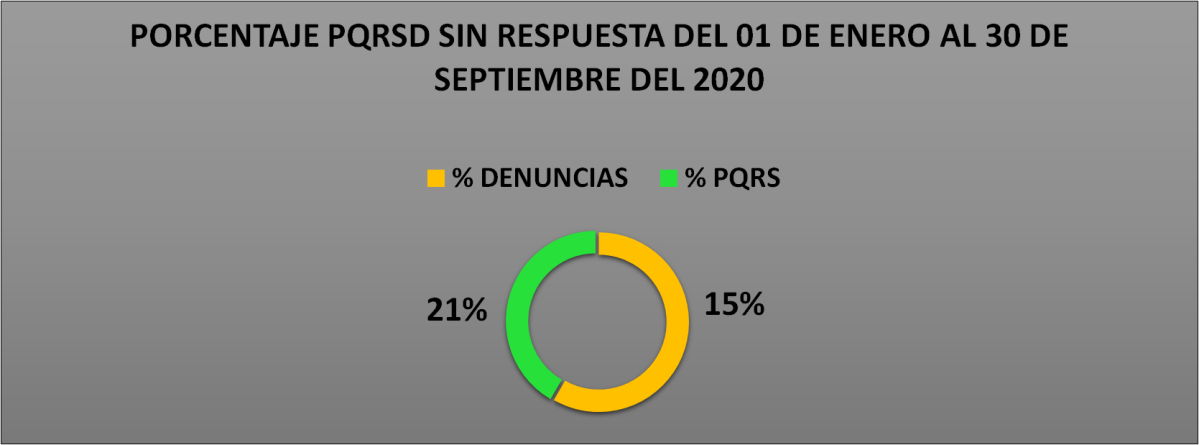 PORCENTAJE PQRSD SIN RESPUESTA DEL 01 DE ENERO AL 30 DE
SEPTIEMBRE DEL 2020
% DENUNCIAS % PQRS
21% 15%